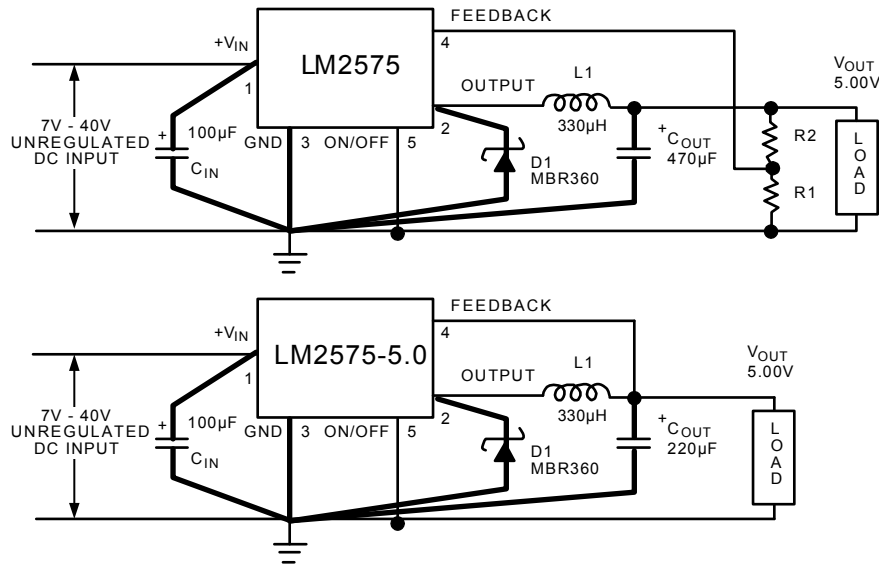 FEEDBACK
+VIN
4
LM2575
1
OUTPUT
L1
VOUT
5.00V
7V - 40V
UNREGULATED
DC INPUT
+
100µF
CIN
GND
3
ON/OFF
5
2
330µH
D1
MBR360
+
COUT
470µF
R2
R1
LOAD
FEEDBACK
+VIN
4
LM2575-5.0
1
OUTPUT
L1
VOUT
5.00V
7V - 40V
UNREGULATED
DC INPUT
+
100µF
CIN
GND
3
ON/OFF
5
2
330µH
D1
MBR360
+
COUT
220µF
LOAD